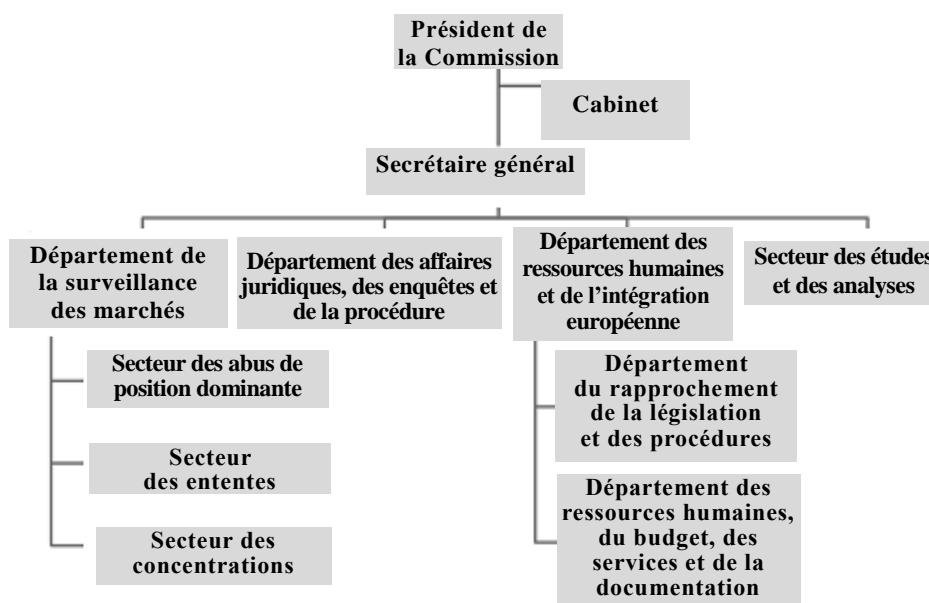 Président de
la Commission
Cabinet
Secrétaire général
Département de
la surveillance
des marchés
Département des affaires
juridiques, des enquêtes et
de la procédure
Département des
ressources humaines
et de l’intégration
européenne
Secteur des études
et des analyses
Secteur des abus de
position dominante
Secteur
des ententes
Secteur des
concentrations
Département
du rapprochement
de la législation
et des procédures
Département des
ressources humaines,
du budget, des
services et de la
documentation